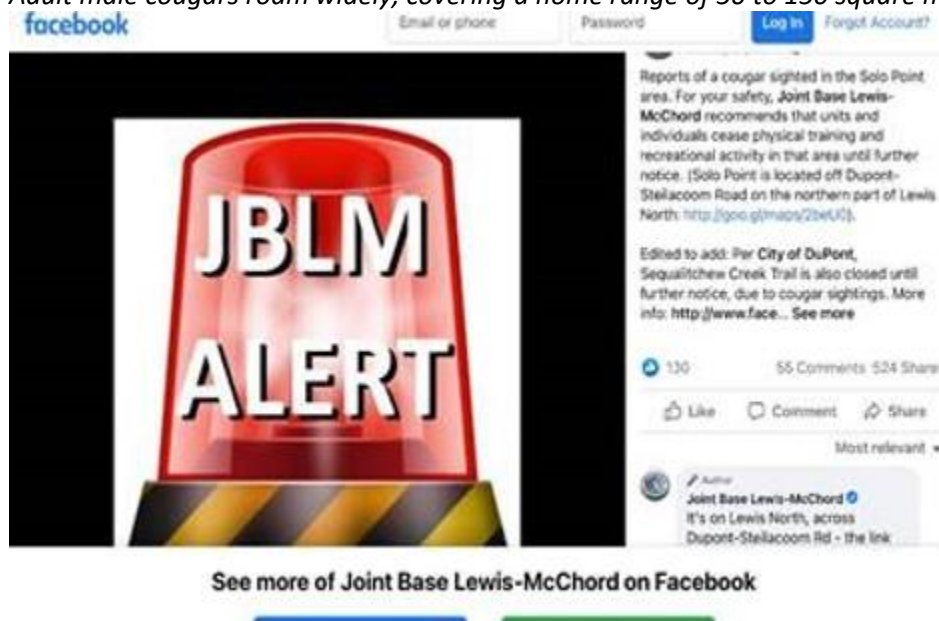 Adult male cougars roam widely, covering a home range of 50 to 150 square
facebook
Email or phone
Password
Log In
Forgot Account?
Reports of a cougar sighted in the Solo Point
area. For your safety, Joint Base Lewis-
McChord recommends that units and
individuals cease physical training and
recreational activity in that area until further
notice. (Solo Point is located off Dupont-
Steilacoom Road on the northern part of Lewis
North:
Edited to add: Per City of DuPont,
Sequalitchew Creek Trail is also closed until
further notice, due to cougar sightings. More
info: http://www.face... See more
JBLM
ALERT
130
55 Comments 524 Share
Like
Comment
Share
Most relevant
Author
Joint Base Lewis-McChord
It's on Lewis North, across
Dupont-Steilacoom Rd - the link
See more of Joint Base Lewis-McChord on Facebook